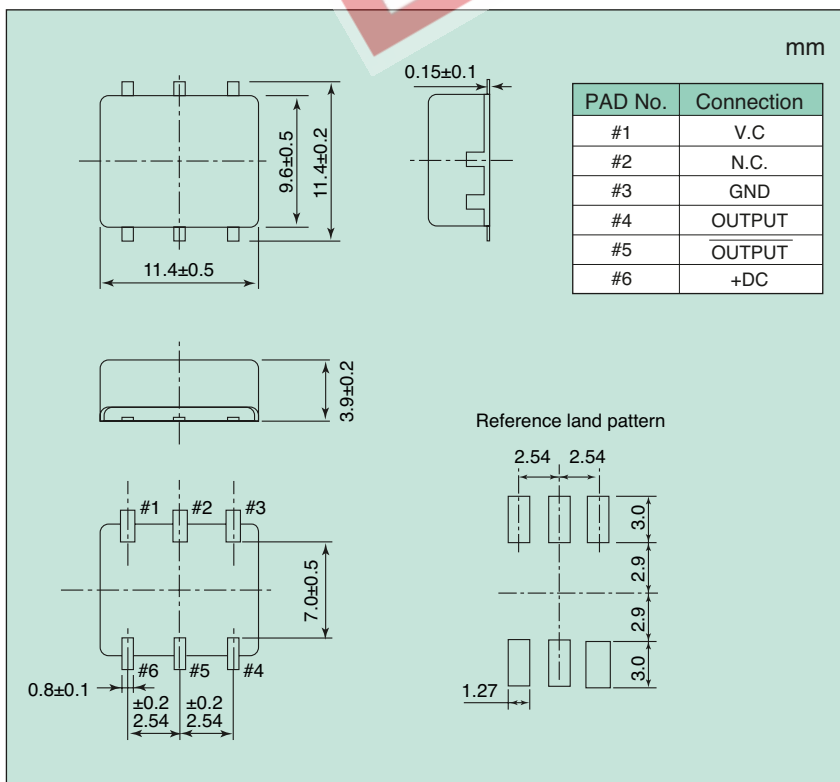 mm
0.15±0.1
9.6±0.5
11.4±0.2
11.4±0.5
PAD No. Connection
#1 V.C
#2 N.C.
#3 GND
#4 OUTPUT
#5 OUTPUT
#6 +DC
3.9±0.2
Reference land pattern
2.54 2.54
3.0
2.9
2.9
3.0
1.27
#1 #2 #3
7.0±0.5
#6 #5 #4
0.8±0.1
±0.2 ±0.2
2.54 2.54